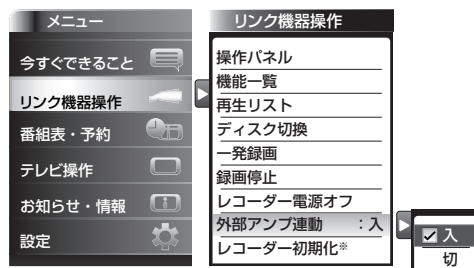 メニュー
今すぐできること
リンク機器操作
番組表・予約
テレビ操作
お知らせ・情報
設定
リンク機器操作
操作パネル
機能一覧
再生リスト
ディスク切換
一発録画
録画停止
レコーダー電源オフ
外部アンプ連動 :入
レコーダー初期化※
入
切